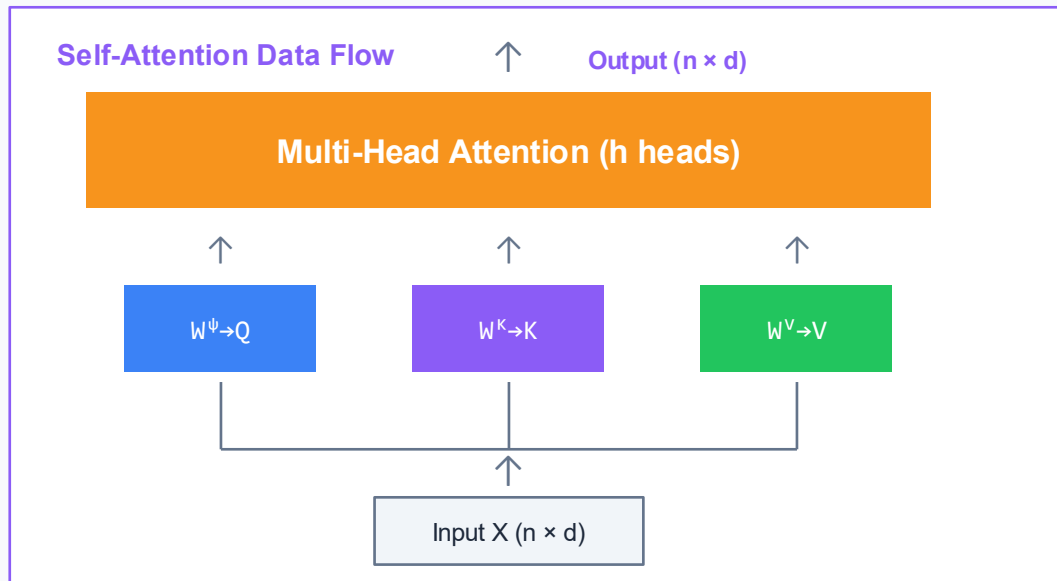 Self-Attention Data Flow
Output (n × d)
Multi-Head Attention (h heads)
Wᵠ→Q
Wᴷ→K
Wⱽ→V
Input X (n × d)